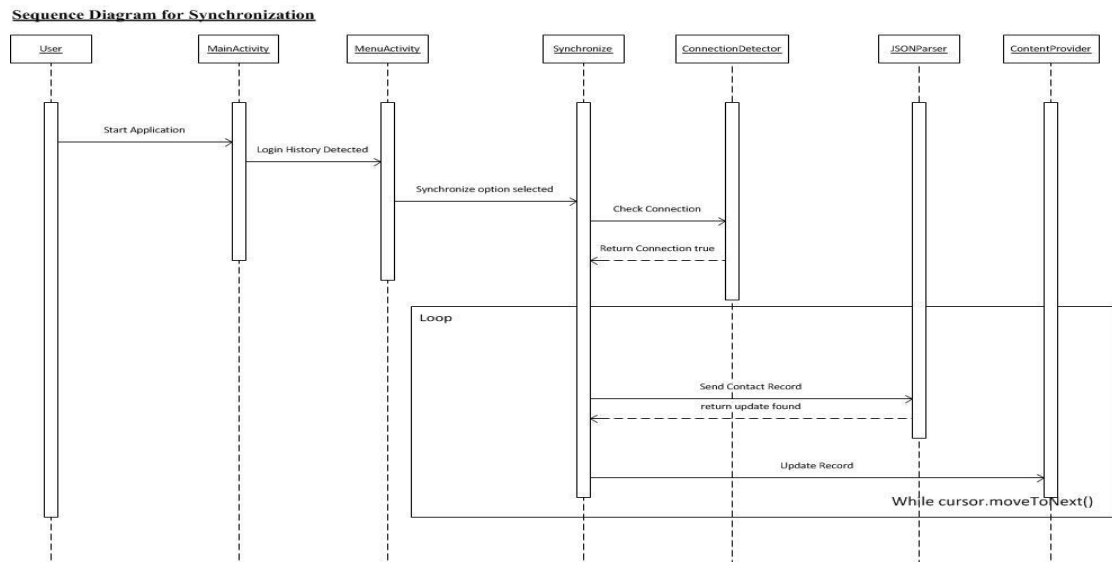 Sequence Diagram for Synchronization
User
MainActivity
MenuActivity
Synchronize
ConnectionDetector
JSONParser
ContentProvider
Start Application
Login History Detected
Synchronize option selected
Check Connection
Return Connection true
Loop
Send Contact Record
return update found
Update Record
While cursor.moveToNext()